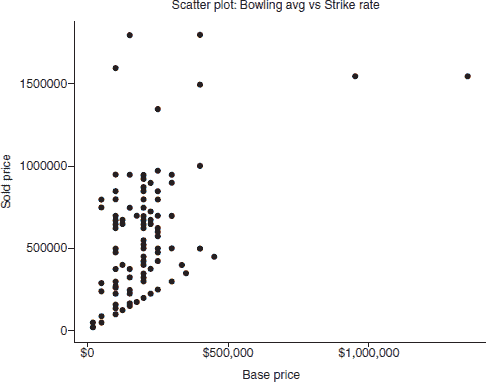 Scatter plot: Bowling avg vs Strike rate
1500000
1000000
Sold price
500000
0
$0 $500,000 $1,000,000
Base price